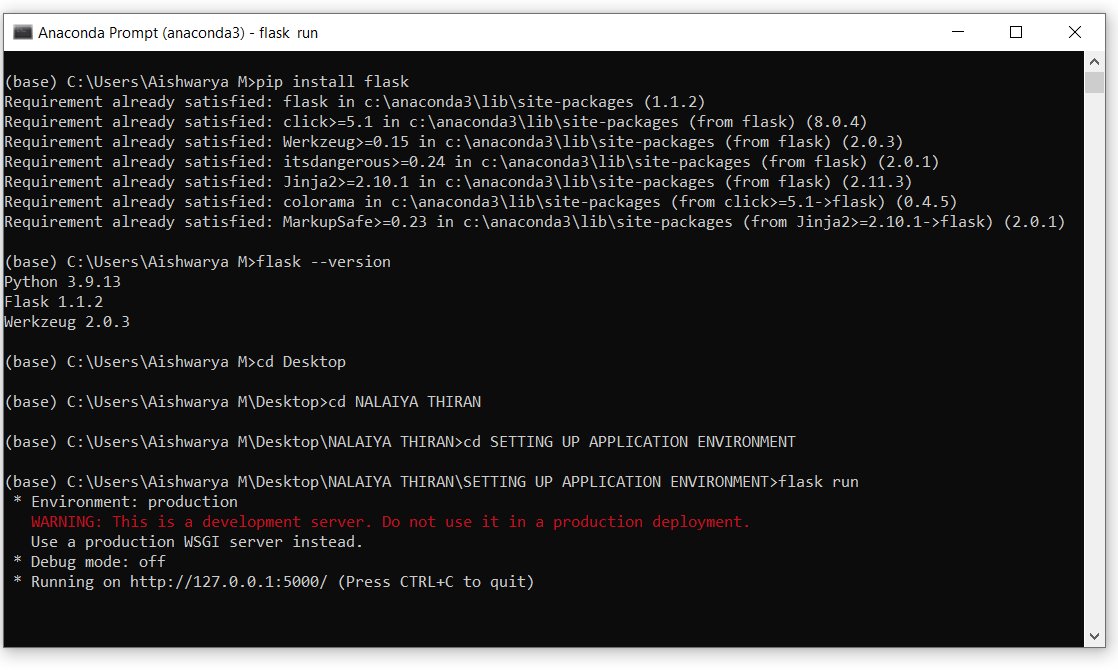 Anaconda Prompt (anaconda3) - flask  run
(base) C:\Users\Aishwarya M>pip install flask
Requirement already satisfied: flask in c:\anaconda3\lib\site-packages (1.1.2)
Requirement already satisfied: click>=5.1 in c:\anaconda3\lib\site-packages (from flask) (8.0.4)
Requirement already satisfied: Werkzeug>=0.15 in c:\anaconda3\lib\site-packages (from flask) (2.0.3)
Requirement already satisfied: itsdangerous>=0.24 in c:\anaconda3\lib\site-packages (from flask) (2.0.1)
Requirement already satisfied: Jinja2>=2.10.1 in c:\anaconda3\lib\site-packages (from flask) (2.11.3)
Requirement already satisfied: colorama in c:\anaconda3\lib\site-packages (from click>=5.1->flask) (0.4.5)
Requirement already satisfied: MarkupSafe>=0.23 in c:\anaconda3\lib\site-packages (from Jinja2>=2.10.1->flask) (2.0.1)
(base) C:\Users\Aishwarya M>flask --version
Python 3.9.13
Flask 1.1.2
Werkzeug 2.0.3
(base) C:\Users\Aishwarya M>cd Desktop
(base) C:\Users\Aishwarya M\Desktop>cd NALAIYA THIRAN
(base) C:\Users\Aishwarya M\Desktop\NALAIYA THIRAN>cd SETTING UP APPLICATION ENVIRONMENT
(base) C:\Users\Aishwarya M\Desktop\NALAIYA THIRAN\SETTING UP APPLICATION ENVIRONMENT>flask run
* Environment: production
WARNING: This is a development server. Do not use it in a production deployment.
Use a production WSGI server instead.
* Debug mode: off
* Running on http://127.0.0.1:5000/ (Press CTRL+C to quit)